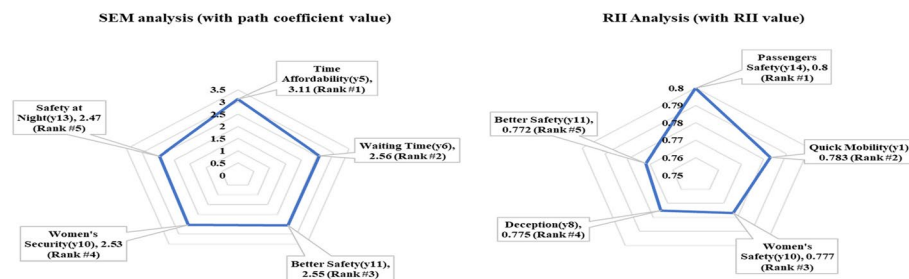 SEM analysis (with path coefficient value)
Time
Affordability(y5),
3.11 (Rank #1)
Safety at
Night(y13), 2.47
(Rank #5)
Waiting Time(y6),
2.56 (Rank #2)
Women's
Security(y10), 2.53
(Rank #4)
Better Safety(y11),
2.55 (Rank #3)
3.5
3
2.5
2
1.5
1
0.5
0
RII Analysis (with RII value)
Passengers
Safety(y14), 0.8
(Rank #1)
Better Safety(y11)
0.772 (Rank #5)
Quick Mobility(y1)
0.783 (Rank #2)
Deception(y8),
0.775 (Rank #4)
Women's
Safety(y10), 0.777
(Rank #3)
0.8
0.79
0.78
0.77
0.76
0.75